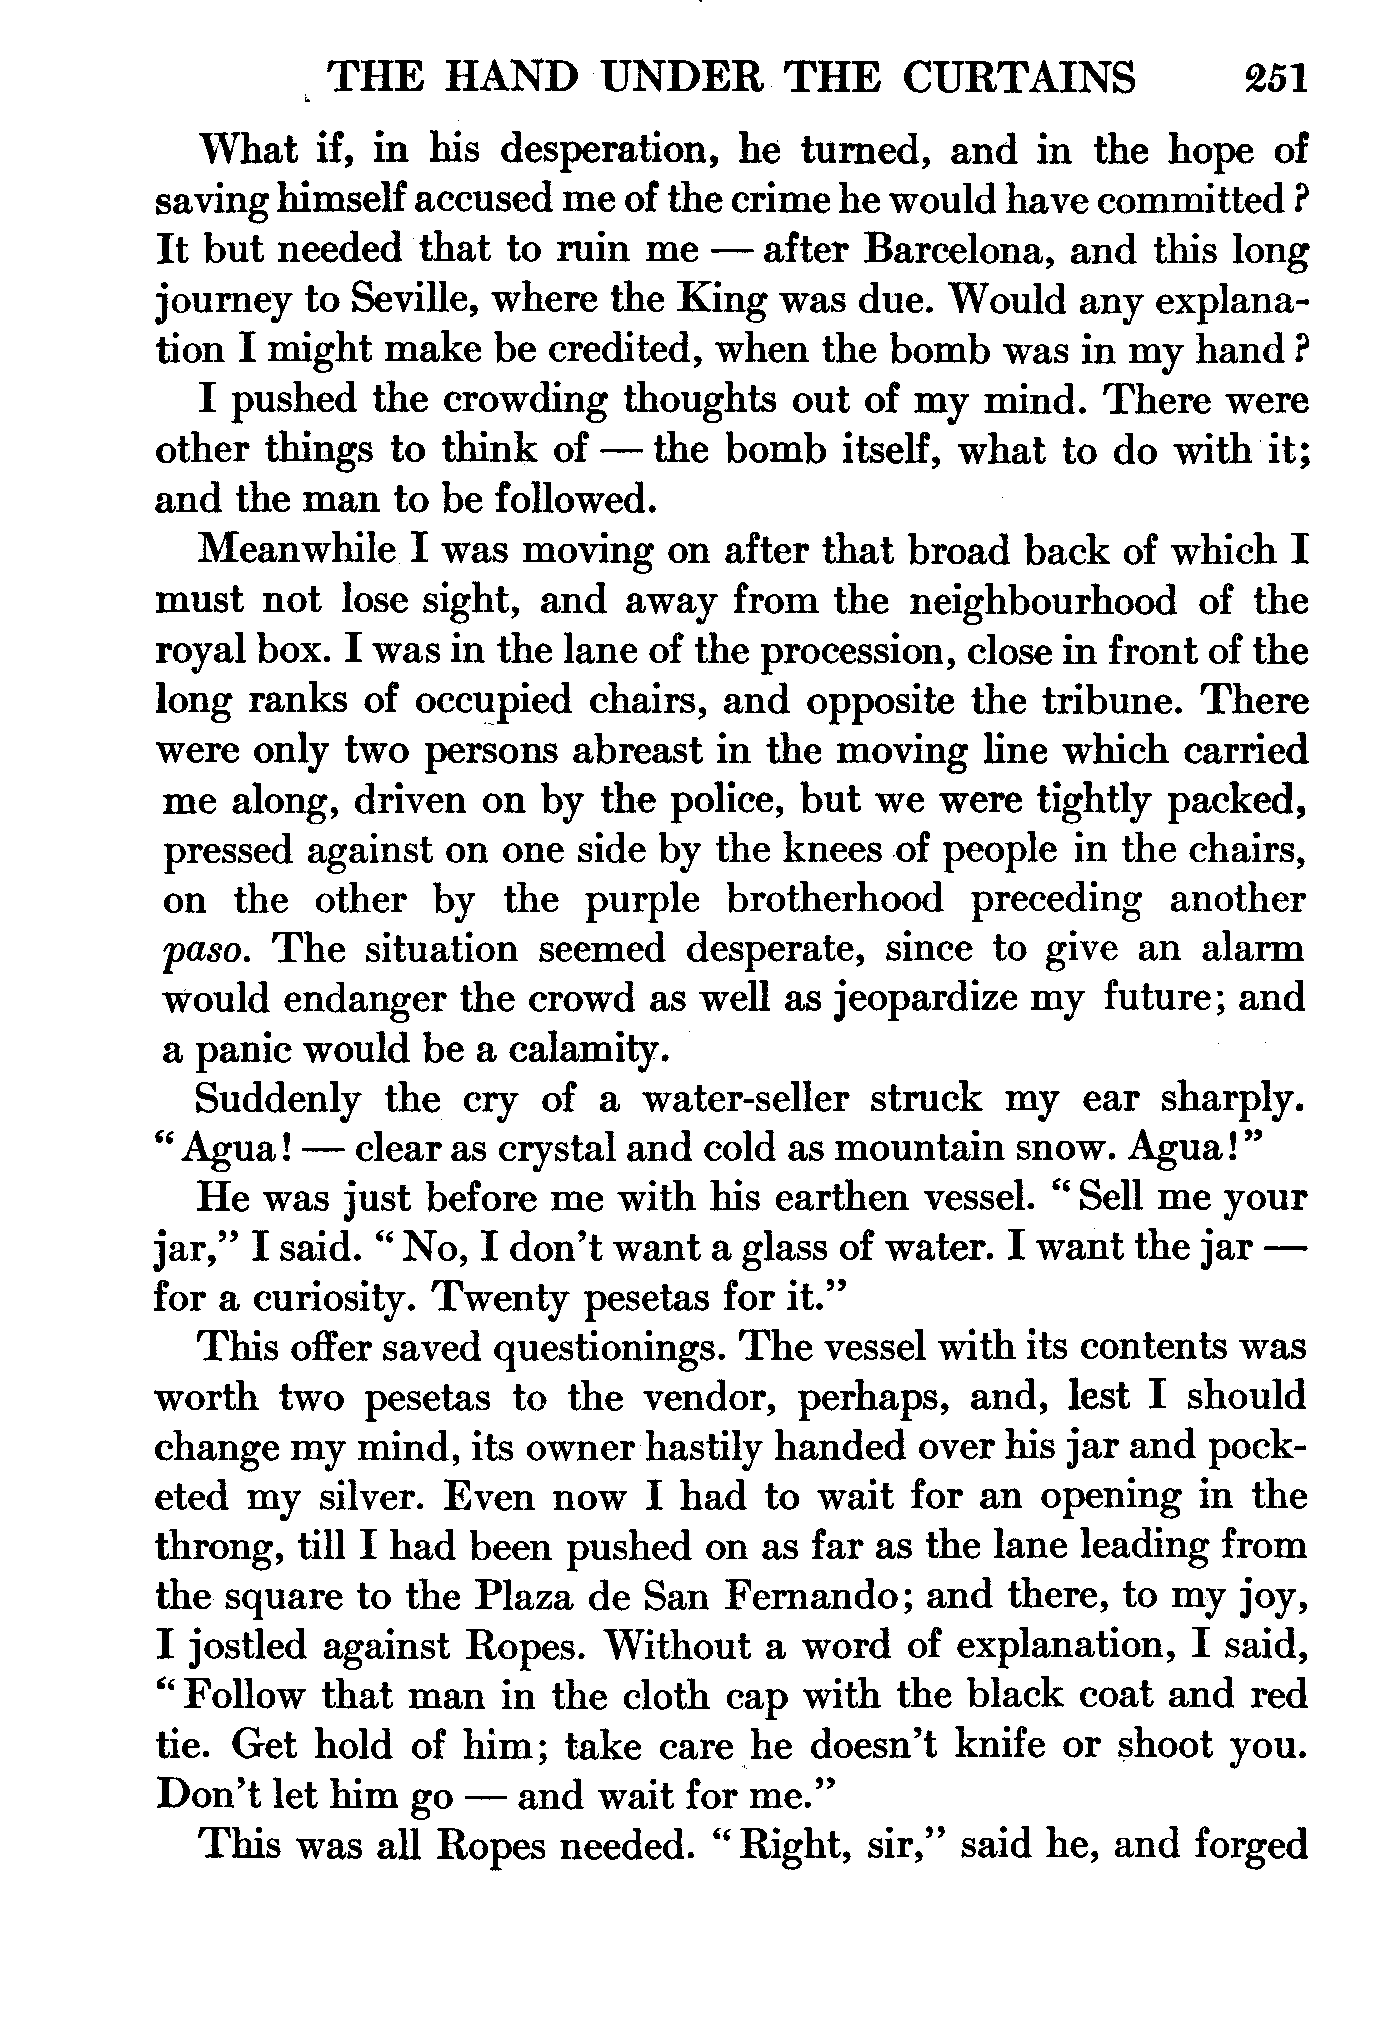 THE HAND UNDER THE CURTAINS 251
What if, in his desperation, he turned, and in the hope of
saving himself accused me of the crime he would have committed?
It but needed that to ruin me — after Barcelona, and this long
journey to Seville, where the King was due. Would any explana-
tion I might make be credited, when the bomb was in my hand?
I pushed the crowding thoughts out of my mind. There were
other things to think of — the bomb itself, what to do with it;
and the man to be followed.
Meanwhile I was moving on after that broad back of which I
must not lose sight, and away from the neighbourhood of the
royal box. I was in the lane of the procession, close in front of the
long ranks of occupied chairs, and opposite the tribune. There
were only two persons abreast in the moving line which carried
me along, driven on by the police, but we were tightly packed,
pressed against on one side by the knees of people in the chairs,
on the other by the purple brotherhood preceding another
paso. The situation seemed desperate, since to give an alarm
would endanger the crowd as well as jeopardize my future; and
a panic would be a calamity.
Suddenly the cry of a water-seller struck my ear sharply.
“Agua! — clear as crystal and cold as mountain snow. Agua!”
He was just before me with his earthen vessel. “Sell me your
jar,” I said. “No, I don’t want a glass of water. I want the jar —
for a curiosity. Twenty pesetas for it.”
This offer saved questionings. The vessel with its contents was
worth two pesetas to the vendor, perhaps, and, lest I should
change my mind, its owner hastily handed over his jar and pock-
eted my silver. Even now I had to wait for an opening in the
throng, till I had been pushed on as far as the lane leading from
the square to the Plaza de San Fernando; and there, to my joy,
I jostled against Ropes. Without a word of explanation, I said,
“Follow that man in the cloth cap with the black coat and red
tie. Get hold of him; take care he doesn’t knife or shoot you.
Don’t let him go — and wait for me.”
This was all Ropes needed. “Right, sir,” said he, and forged